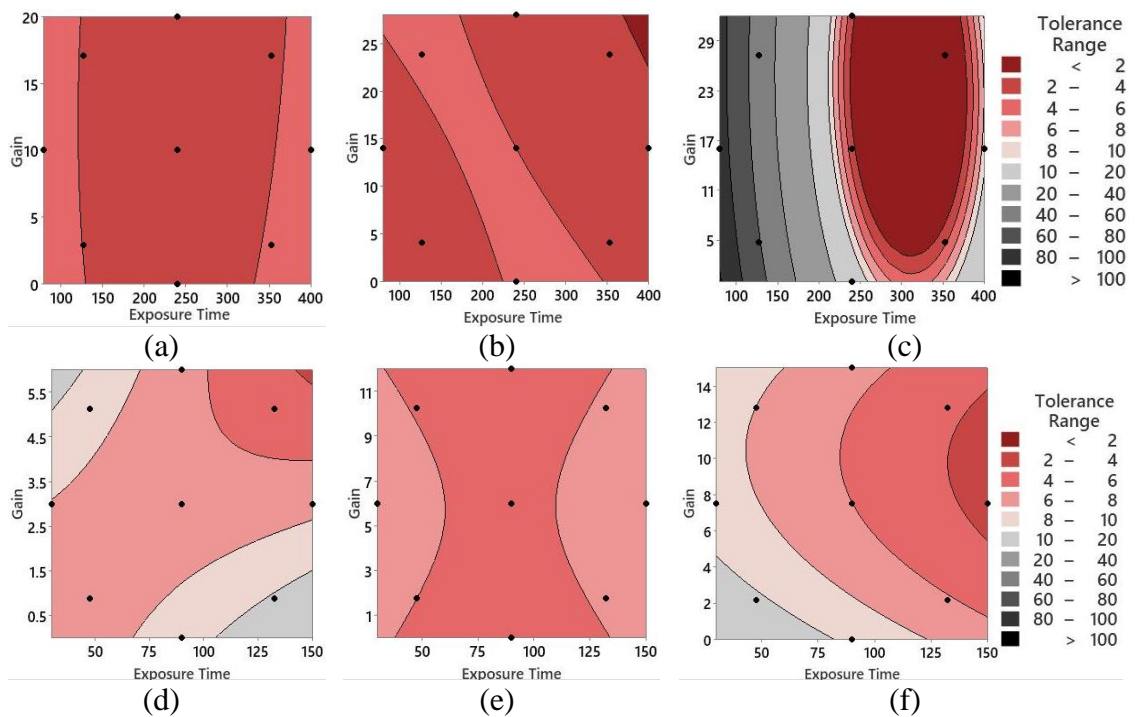 20
15
10
5
0
Gain
100 150 200 250 300 350 400
Exposure Time
(a)
25
20
15
10
5
0
Gain
100 150 200 250 300 350 400
Exposure Time
(b)
29
23
17
11
5
Gain
100 150 200 250 300 350 400
Exposure Time
(c)
Tolerance
Range
< 2
2 – 4
4 – 6
6 – 8
8 – 10
10 – 20
20 – 40
40 – 60
60 – 80
80 – 100
> 100
5.5
4.5
3.5
2.5
1.5
0.5
Gain
50 75 100 125 150
Exposure Time
(d)
11
9
7
5
3
1
Gain
50 75 100 125 150
Exposure Time
(e)
14
12
10
8
6
4
2
0
Gain
50 75 100 125 150
Exposure Time
(f)
Tolerance
Range
< 2
2 – 4
4 – 6
6 – 8
8 – 10
10 – 20
20 – 40
40 – 60
60 – 80
80 – 100
> 100